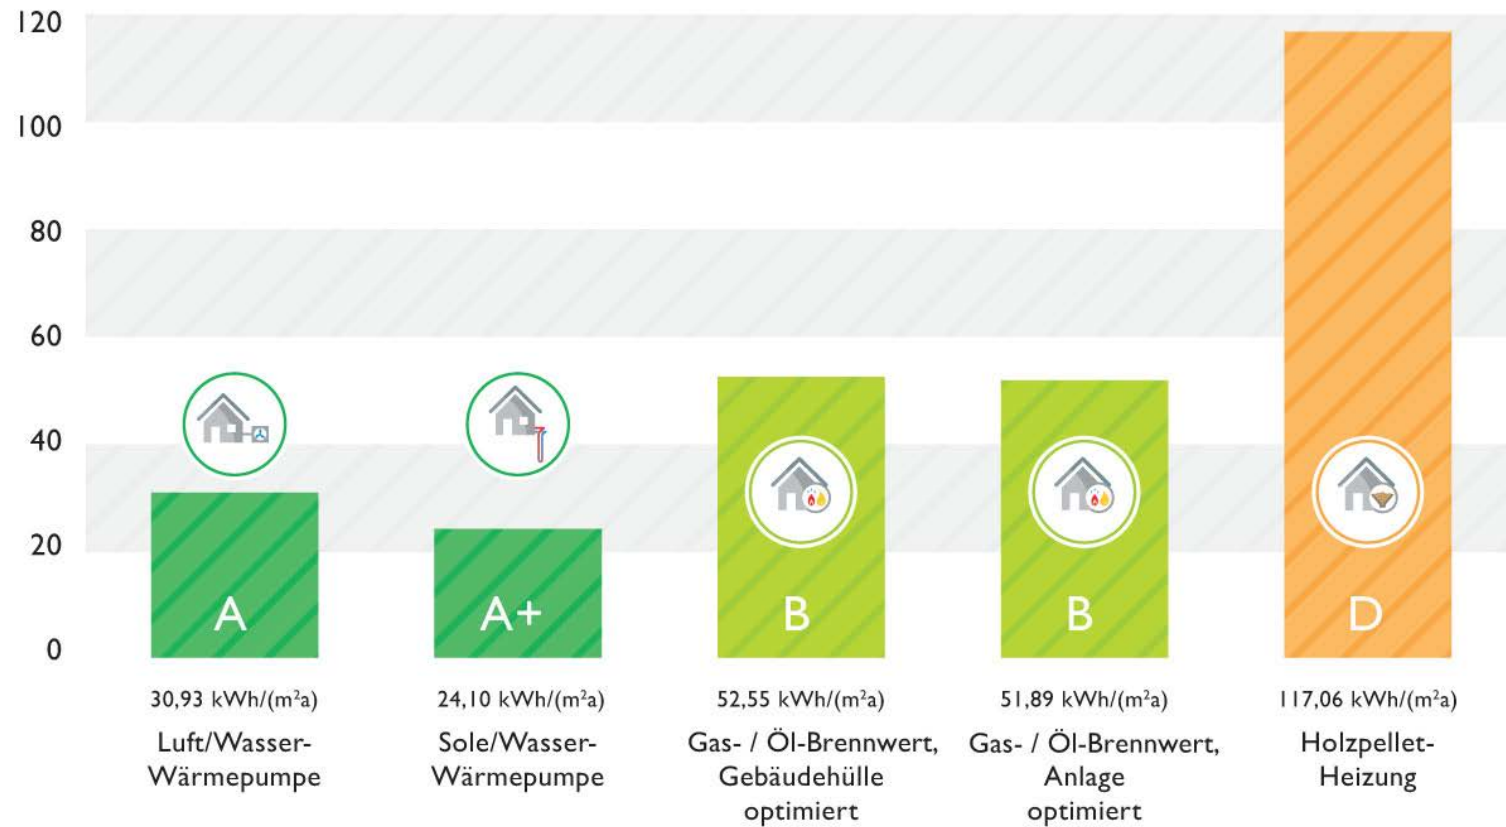 120
100
80
60
40
20
0
A
A+
B
B
D
30,93 kWh/(m²a)
24,10 kWh/(m²a)
52,55 kWh/(m²a)
51,89 kWh/(m²a)
117,06 kWh/(m²a)
Luft/Wasser-
Wärmepumpe
Sole/Wasser-
Wärmepumpe
Gas- / Öl-Brennwert,
Gebäudehülle
optimiert
Gas- / Öl-Brennwert,
Anlage
optimiert
Holzpellet-
Heizung